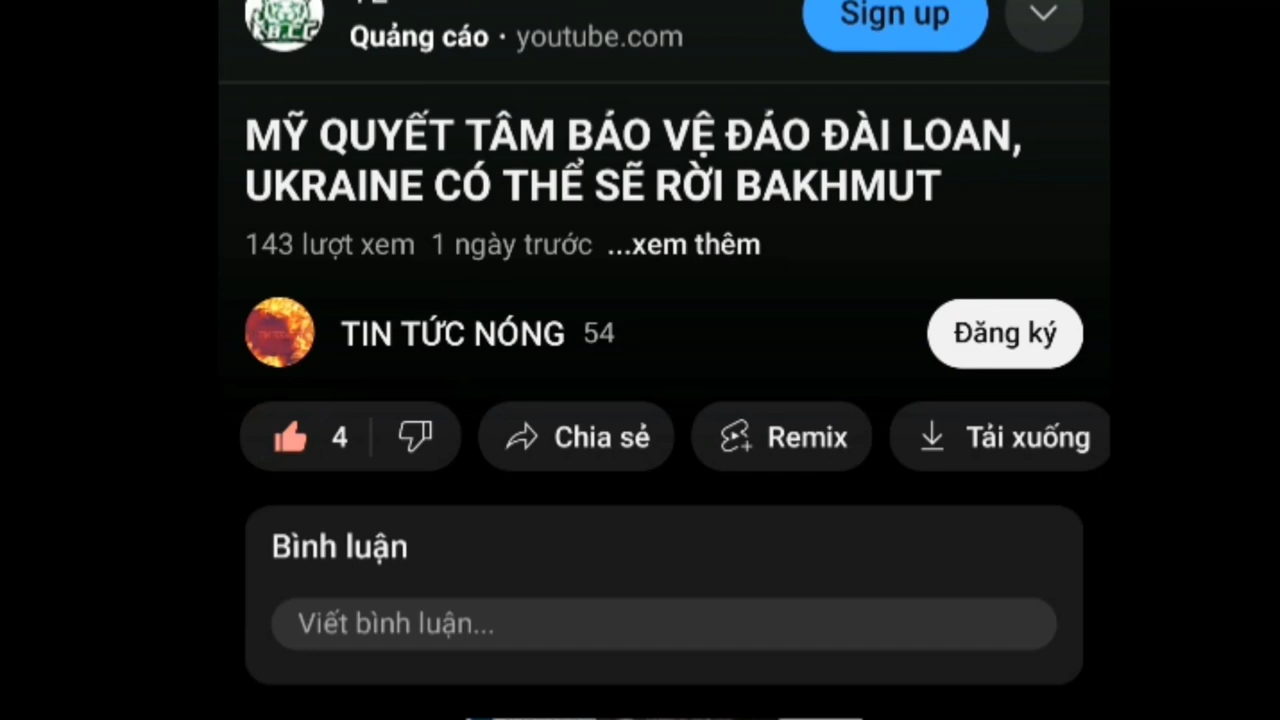 Sign up
Quảng cáo · youtube.com
MỸ QUYẾT TÂM BẢO VỆ ĐẢO ĐÀI LOAN,
UKRAINE CÓ THỂ SẼ RỜI BAKHMUT
143 lượt xem 1 ngày trước ...xem thêm
TIN TỨC NÓNG 54
Đăng ký
4 Chia sẻ Remix Tải xuống
Bình luận
Viết bình luận...